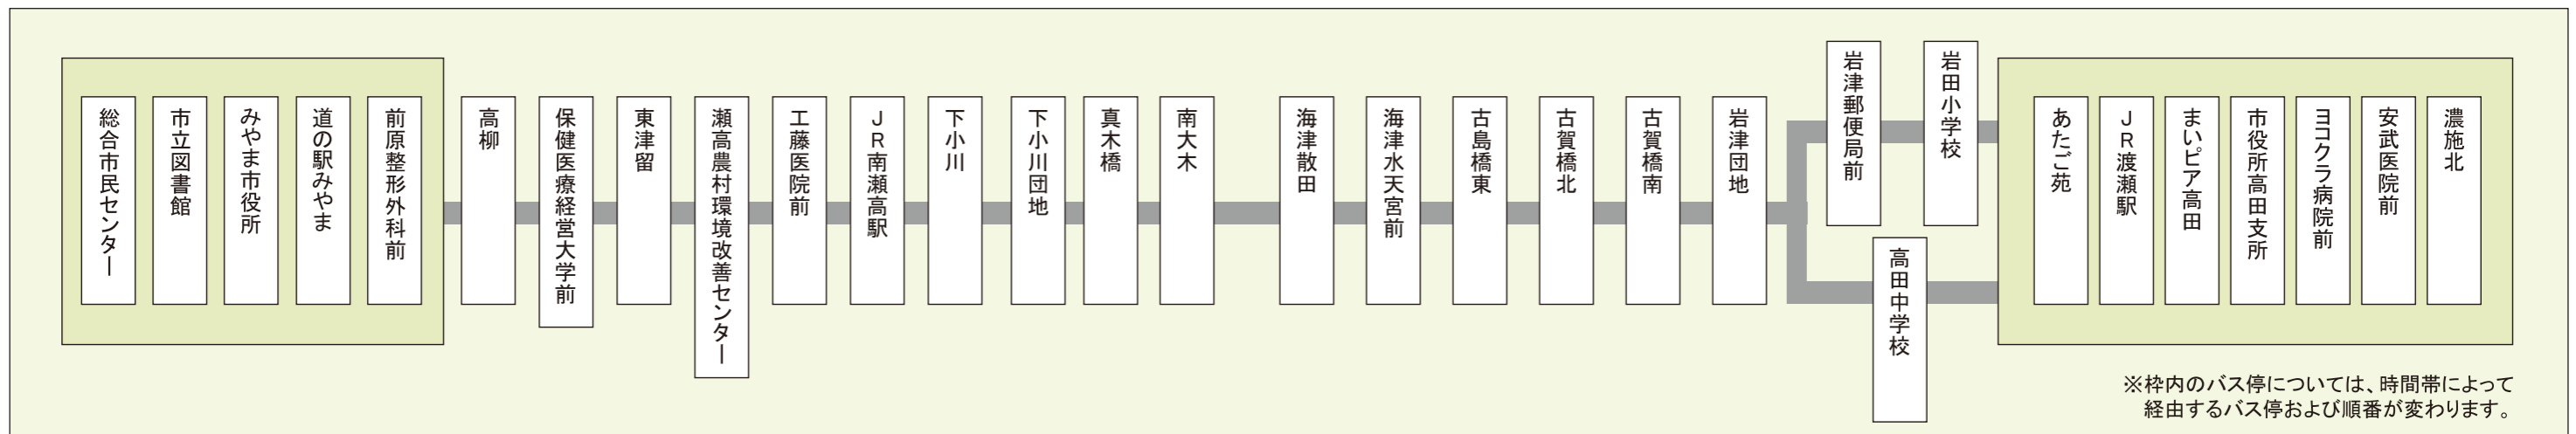 総合市民センター
市立図書館
みやま市役所
道の駅みやま
前原整形外科前
高柳
保健医療経営大学前
東津留
瀬高農村環境改善センター
工藤医院前
JR南瀬高駅
下小川
下小川団地
真木橋
南大木
海津散田
海津水天宮前
古島橋東
古賀橋北
古賀橋南
岩津団地
岩津郵便局前
岩田小学校
高田中学校
あたご苑
JR渡瀬駅
まいピア高田
市役所高田支所
ヨコクラ病院前
安武医院前
濃施北
※枠内のバス停については、時間帯によって
経由するバス停および順番が変わります。